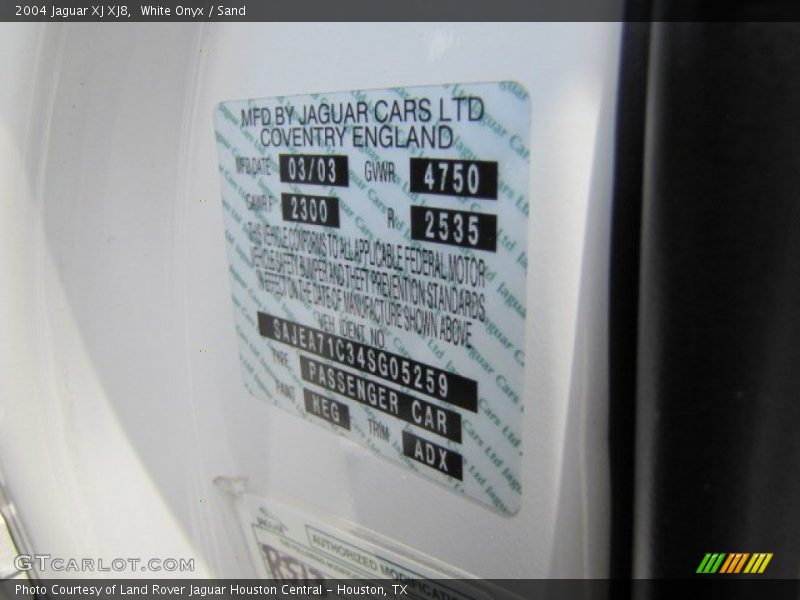 2004 Jaguar XJ XJ8, White Onyx / Sand
MFD BY JAGUAR CARS LTD
COVENTRY ENGLAND
MFD DATE 03/03 GVWR 4750
GAWR F 2300 R 2535
THIS VEHICLE CONFORMS TO ALL APPLICABLE FEDERAL MOTOR
VEHICLE SAFETY BUMPER AND THEFT PREVENTION STANDARDS
IN EFFECT ON THE DATE OF MANUFACTURE SHOWN ABOVE
VEH IDENT NO.
SAJEA71C34SG05259
TYPE PASSENGER CAR
PAINT NEG TRIM ADX
AUTHORIZED
GTCARLOT.COM
Photo Courtesy of Land Rover Jaguar Houston Central – Houston, TX